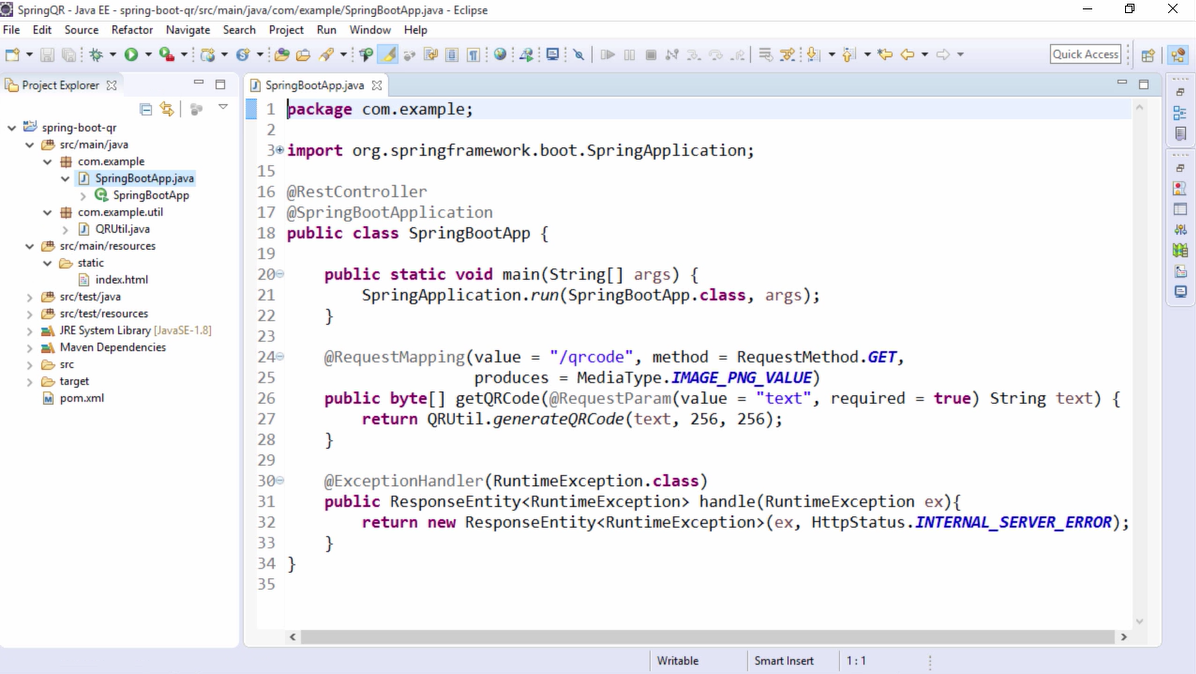 SpringQR - Java EE - spring-boot-qr/src/main/java/com/example/SpringBootApp.java - Eclipse
File Edit Source Refactor Navigate Search Project Run Window Help
Quick Access
Project Explorer
spring-boot-qr
src/main/java
com.example
SpringBootApp.java
SpringBootApp
com.example.util
QRUtil.java
src/main/resources
static
index.html
src/test/java
src/test/resources
JRE System Library [JavaSE-1.8]
Maven Dependencies
src
target
pom.xml
SpringBootApp.java
1 package com.example;
2
3 import org.springframework.boot.SpringApplication;
15
16 @RestController
17 @SpringBootApplication
18 public class SpringBootApp {
19
20 public static void main(String[] args) {
21 SpringApplication.run(SpringBootApp.class, args);
22 }
23
24 @RequestMapping(value = "/qrcode", method = RequestMethod.GET,
25 produces = MediaType.IMAGE_PNG_VALUE)
26 public byte[] getQRCode(@RequestParam(value = "text", required = true) String text) {
27 return QRUtil.generateQRCode(text, 256, 256);
28 }
29
30 @ExceptionHandler(RuntimeException.class)
31 public ResponseEntity<RuntimeException> handle(RuntimeException ex){
32 return new ResponseEntity<RuntimeException>(ex, HttpStatus.INTERNAL_SERVER_ERROR);
33 }
34 }
35
Writable Smart Insert 1 : 1